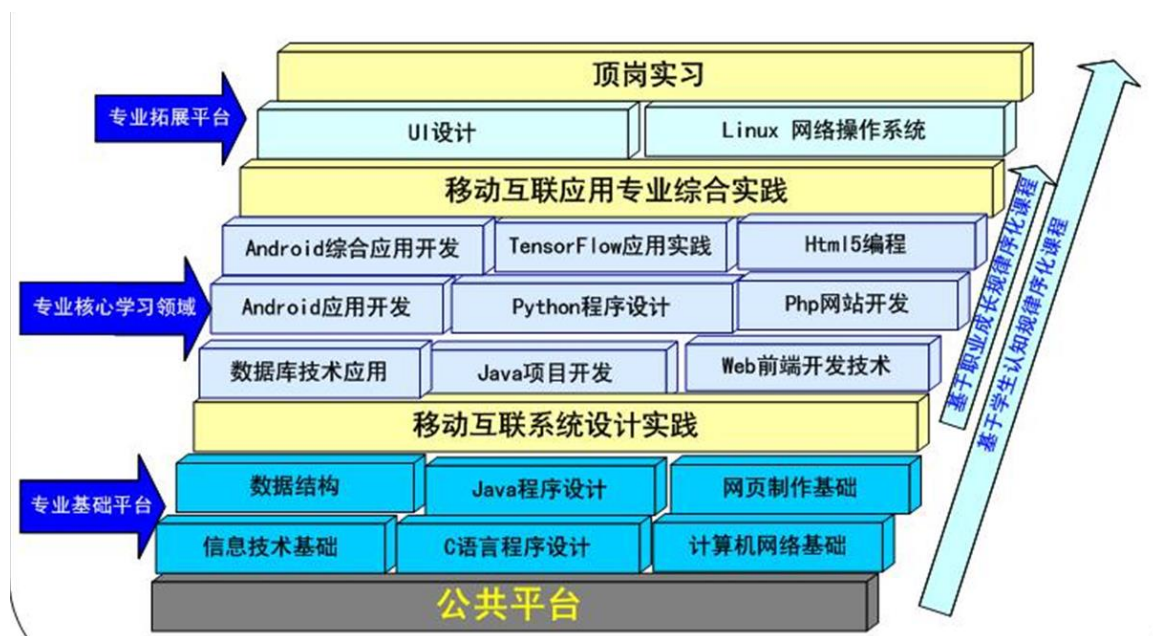 顶岗实习
专业拓展平台
UI设计
Linux 网络操作系统
移动互联应用专业综合实践
Android综合应用开发
TensorFlow应用实践
Html5编程
专业核心学习领域
Android应用开发
Python程序设计
Php网站开发
数据库技术应用
Java项目开发
Web前端开发技术
移动互联系统设计实践
专业基础平台
数据结构
Java程序设计
网页制作基础
信息技术基础
C语言程序设计
计算机网络基础
公共平台
基于职业成长规律序化课程
基于学生认知规律序化课程